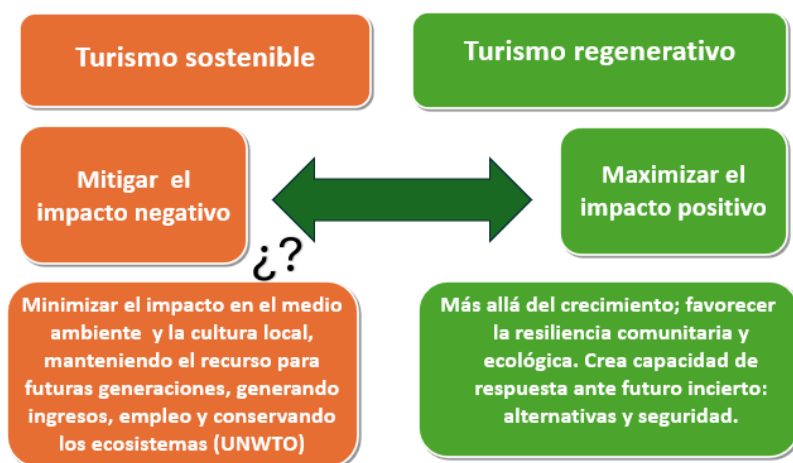 Turismo sostenible
Turismo regenerativo
Mitigar el
impacto negativo
Maximizar el
impacto positivo
¿?
Minimizar el impacto en el medio
ambiente y la cultura local,
manteniendo el recurso para
futuras generaciones, generando
ingresos, empleo y conservando
los ecosistemas (UNWTO)
Más allá del crecimiento; favorecer
la resiliencia comunitaria y
ecológica. Crea capacidad de
respuesta ante futuro incierto:
alternativas y seguridad.